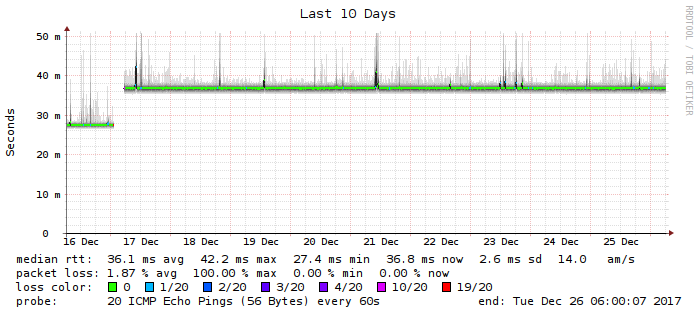 Last 10 Days
RRDTOOL / TOBI OETIKER
Seconds
50 m
40 m
30 m
20 m
10 m
0
16 Dec 17 Dec 18 Dec 19 Dec 20 Dec 21 Dec 22 Dec 23 Dec 24 Dec 25 Dec
median rtt: 36.1 ms avg 42.2 ms max 27.4 ms min 36.8 ms now 2.6 ms sd 14.0 am/s
packet loss: 1.87 % avg 100.00 % max 0.00 % min 0.00 % now
loss color: 0 1/20 2/20 3/20 4/20 10/20 19/20
probe: 20 ICMP Echo Pings (56 Bytes) every 60s end: Tue Dec 26 06:00:07 2017